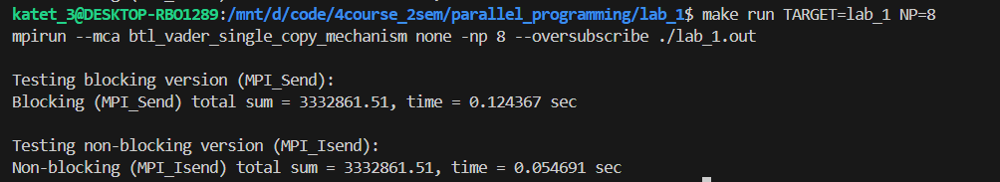 katet_3@DESKTOP-RBO1289:/mnt/d/code/4course_2sem/parallel_programming/lab_1$ make run TARGET=lab_1 NP=8
mpirun --mca btl_vader_single_copy_mechanism none -np 8 --oversubscribe ./lab_1.out
Testing blocking version (MPI_Send):
Blocking (MPI_Send) total sum = 3332861.51, time = 0.124367 sec
Testing non-blocking version (MPI_Isend):
Non-blocking (MPI_Isend) total sum = 3332861.51, time = 0.054691 sec